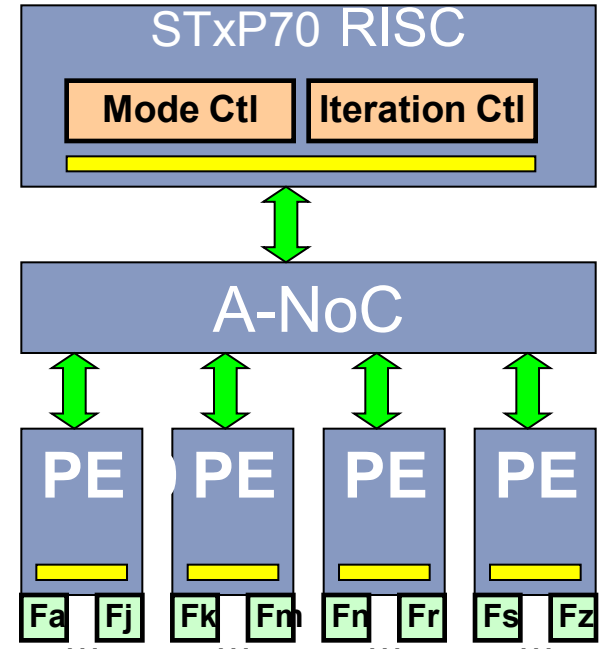 STxP70 RISC
Mode Ctl Iteration Ctl
A-NoC
PE PE PE PE
Fa Fj Fk Fm Fn Fr Fs Fz